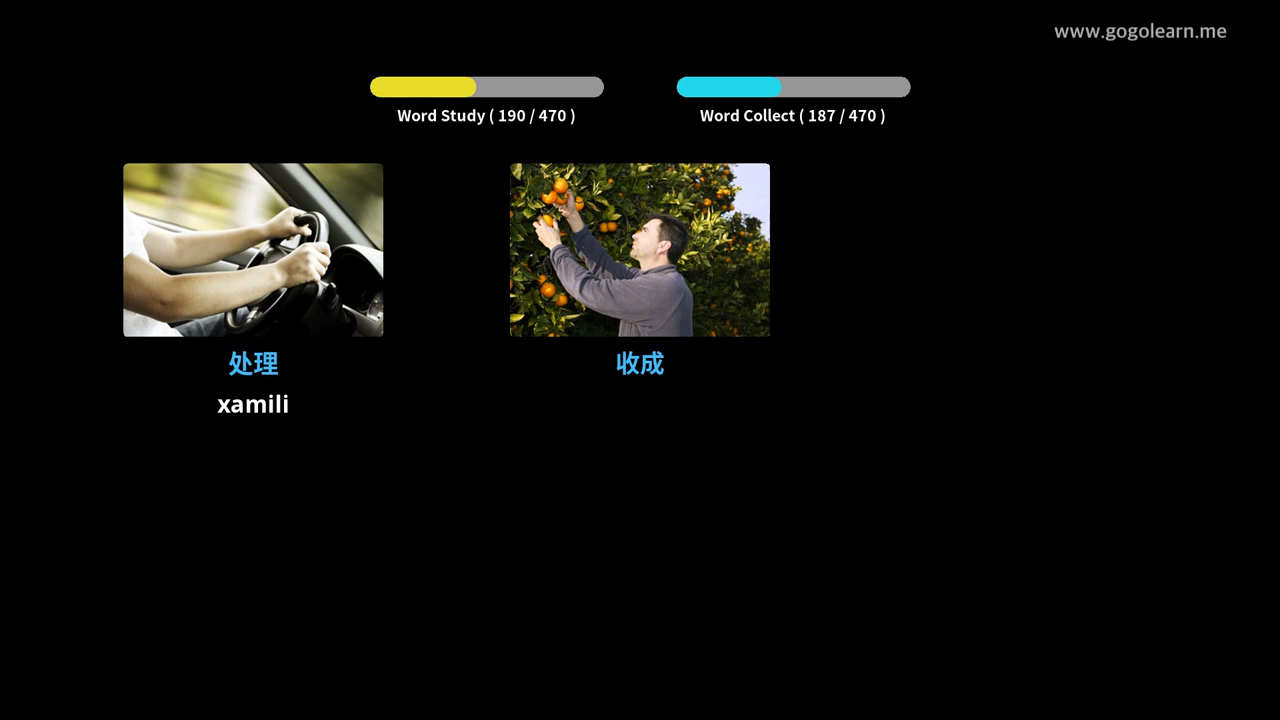 www.gogolearn.me
Word Study ( 190 / 470 )
Word Collect ( 187 / 470 )
处理
收成
xamili